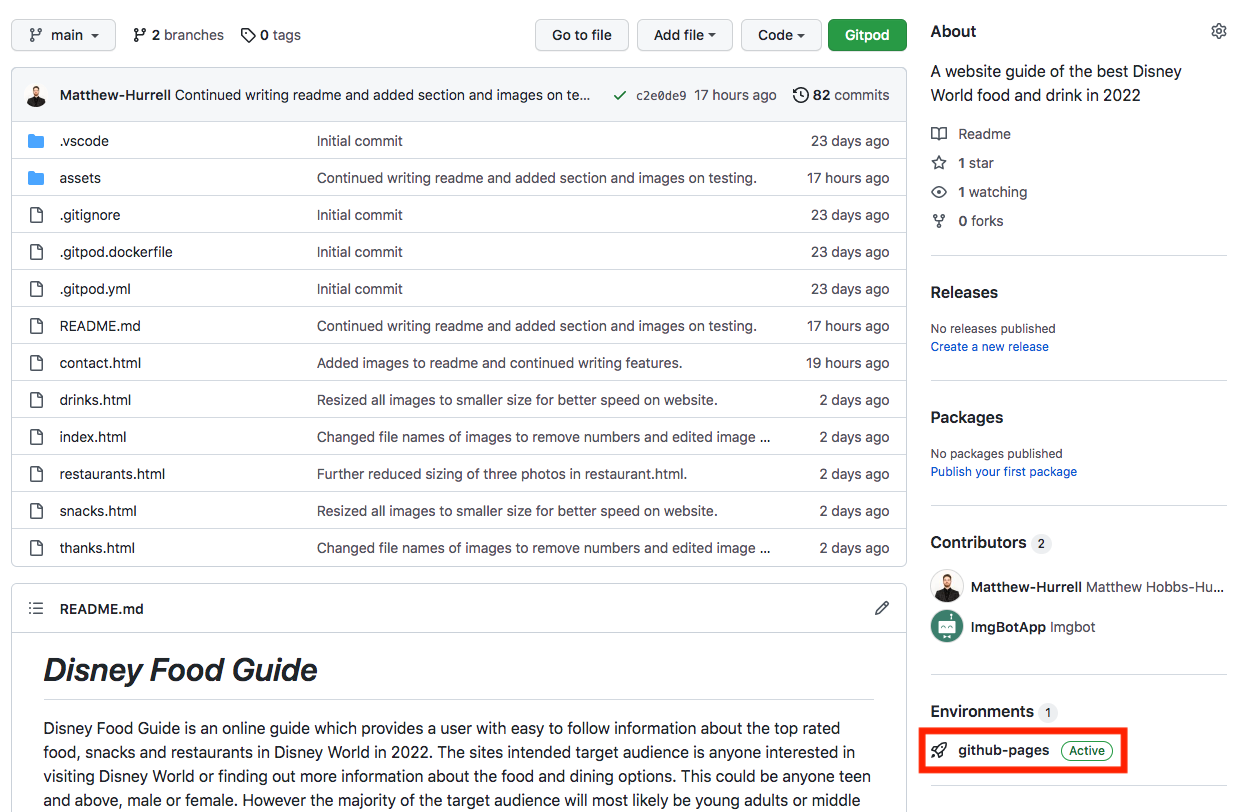 main 2 branches 0 tags Go to file Add file Code Gitpod
Matthew-Hurrell Continued writing readme and added section and images on te... c2e0de9 17 hours ago 82 commits
.vscode Initial commit 23 days ago
assets Continued writing readme and added section and images on testing. 17 hours ago
.gitignore Initial commit 23 days ago
.gitpod.dockerfile Initial commit 23 days ago
.gitpod.yml Initial commit 23 days ago
README.md Continued writing readme and added section and images on testing. 17 hours ago
contact.html Added images to readme and continued writing features. 19 hours ago
drinks.html Resized all images to smaller size for better speed on website. 2 days ago
index.html Changed file names of images to remove numbers and edited image ... 2 days ago
restaurants.html Further reduced sizing of three photos in restaurant.html. 2 days ago
snacks.html Resized all images to smaller size for better speed on website. 2 days ago
thanks.html Changed file names of images to remove numbers and edited image ... 2 days ago
README.md
Disney Food Guide
Disney Food Guide is an online guide which provides a user with easy to follow information about the top rated
food, snacks and restaurants in Disney World in 2022. The sites intended target audience is anyone interested in
visiting Disney World or finding out more information about the food and dining options. This could be anyone teen
and above, male or female. However the majority of the target audience will most likely be young adults or middle
About
A website guide of the best Disney
World food and drink in 2022
Readme
1 star
1 watching
0 forks
Releases
No releases published
Create a new release
Packages
No packages published
Publish your first package
Contributors 2
Matthew-Hurrell Matthew Hobbs-Hu...
ImgBotApp Imgbot
Environments 1
github-pages Active